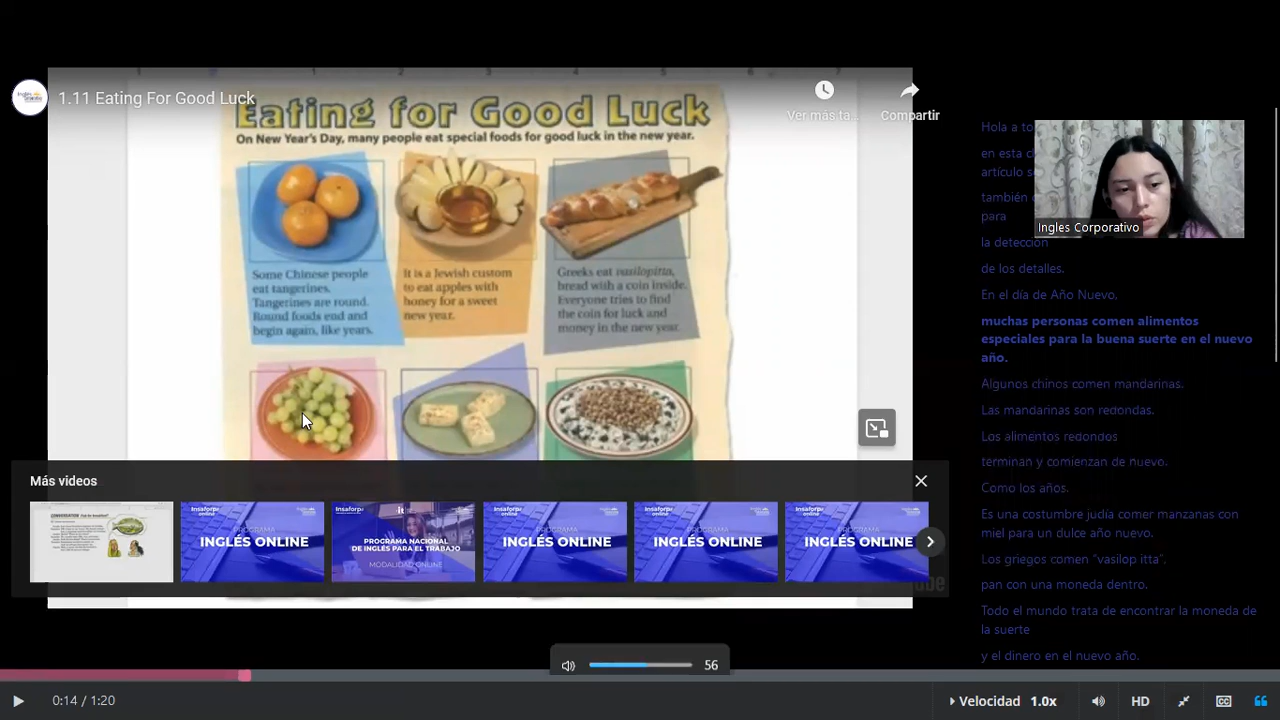 1.11 Eating For Good Luck
Ver más ta...
Compartir
Eating for Good Luck
On New Year's Day, many people eat special foods for good luck in the new year.
Some Chinese people
eat tangerines.
Tangerines are round.
Round foods end and
begin again, like years.
It is a Jewish custom
to eat apples with
honey for a sweet
new year.
Greeks eat vasilopitta,
bread with a coin inside.
Everyone tries to find
the coin for luck and
money in the new year.
Más videos
INGLÉS ONLINE
PROGRAMA NACIONAL
DE INGLÉS PARA EL TRABAJO
MODALIDAD ONLINE
INGLÉS ONLINE
INGLÉS ONLINE
INGLÉS ONLINE
Hola a to
en esta
artículo
también
para
la detección
de los detalles.
En el día de Año Nuevo,
muchas personas comen alimentos
especiales para la buena suerte en el nuevo
año.
Algunos chinos comen mandarinas.
Las mandarinas son redondas.
Los alimentos redondos
terminan y comienzan de nuevo.
Como los años.
Es una costumbre judía comer manzanas con
miel para un dulce año nuevo.
Los griegos comen "vasilop itta",
pan con una moneda dentro.
Todo el mundo trata de encontrar la moneda de
la suerte
y el dinero en el nuevo año.
Ingles Corporativo
56
0:14 / 1:20
Velocidad 1.0x
HD